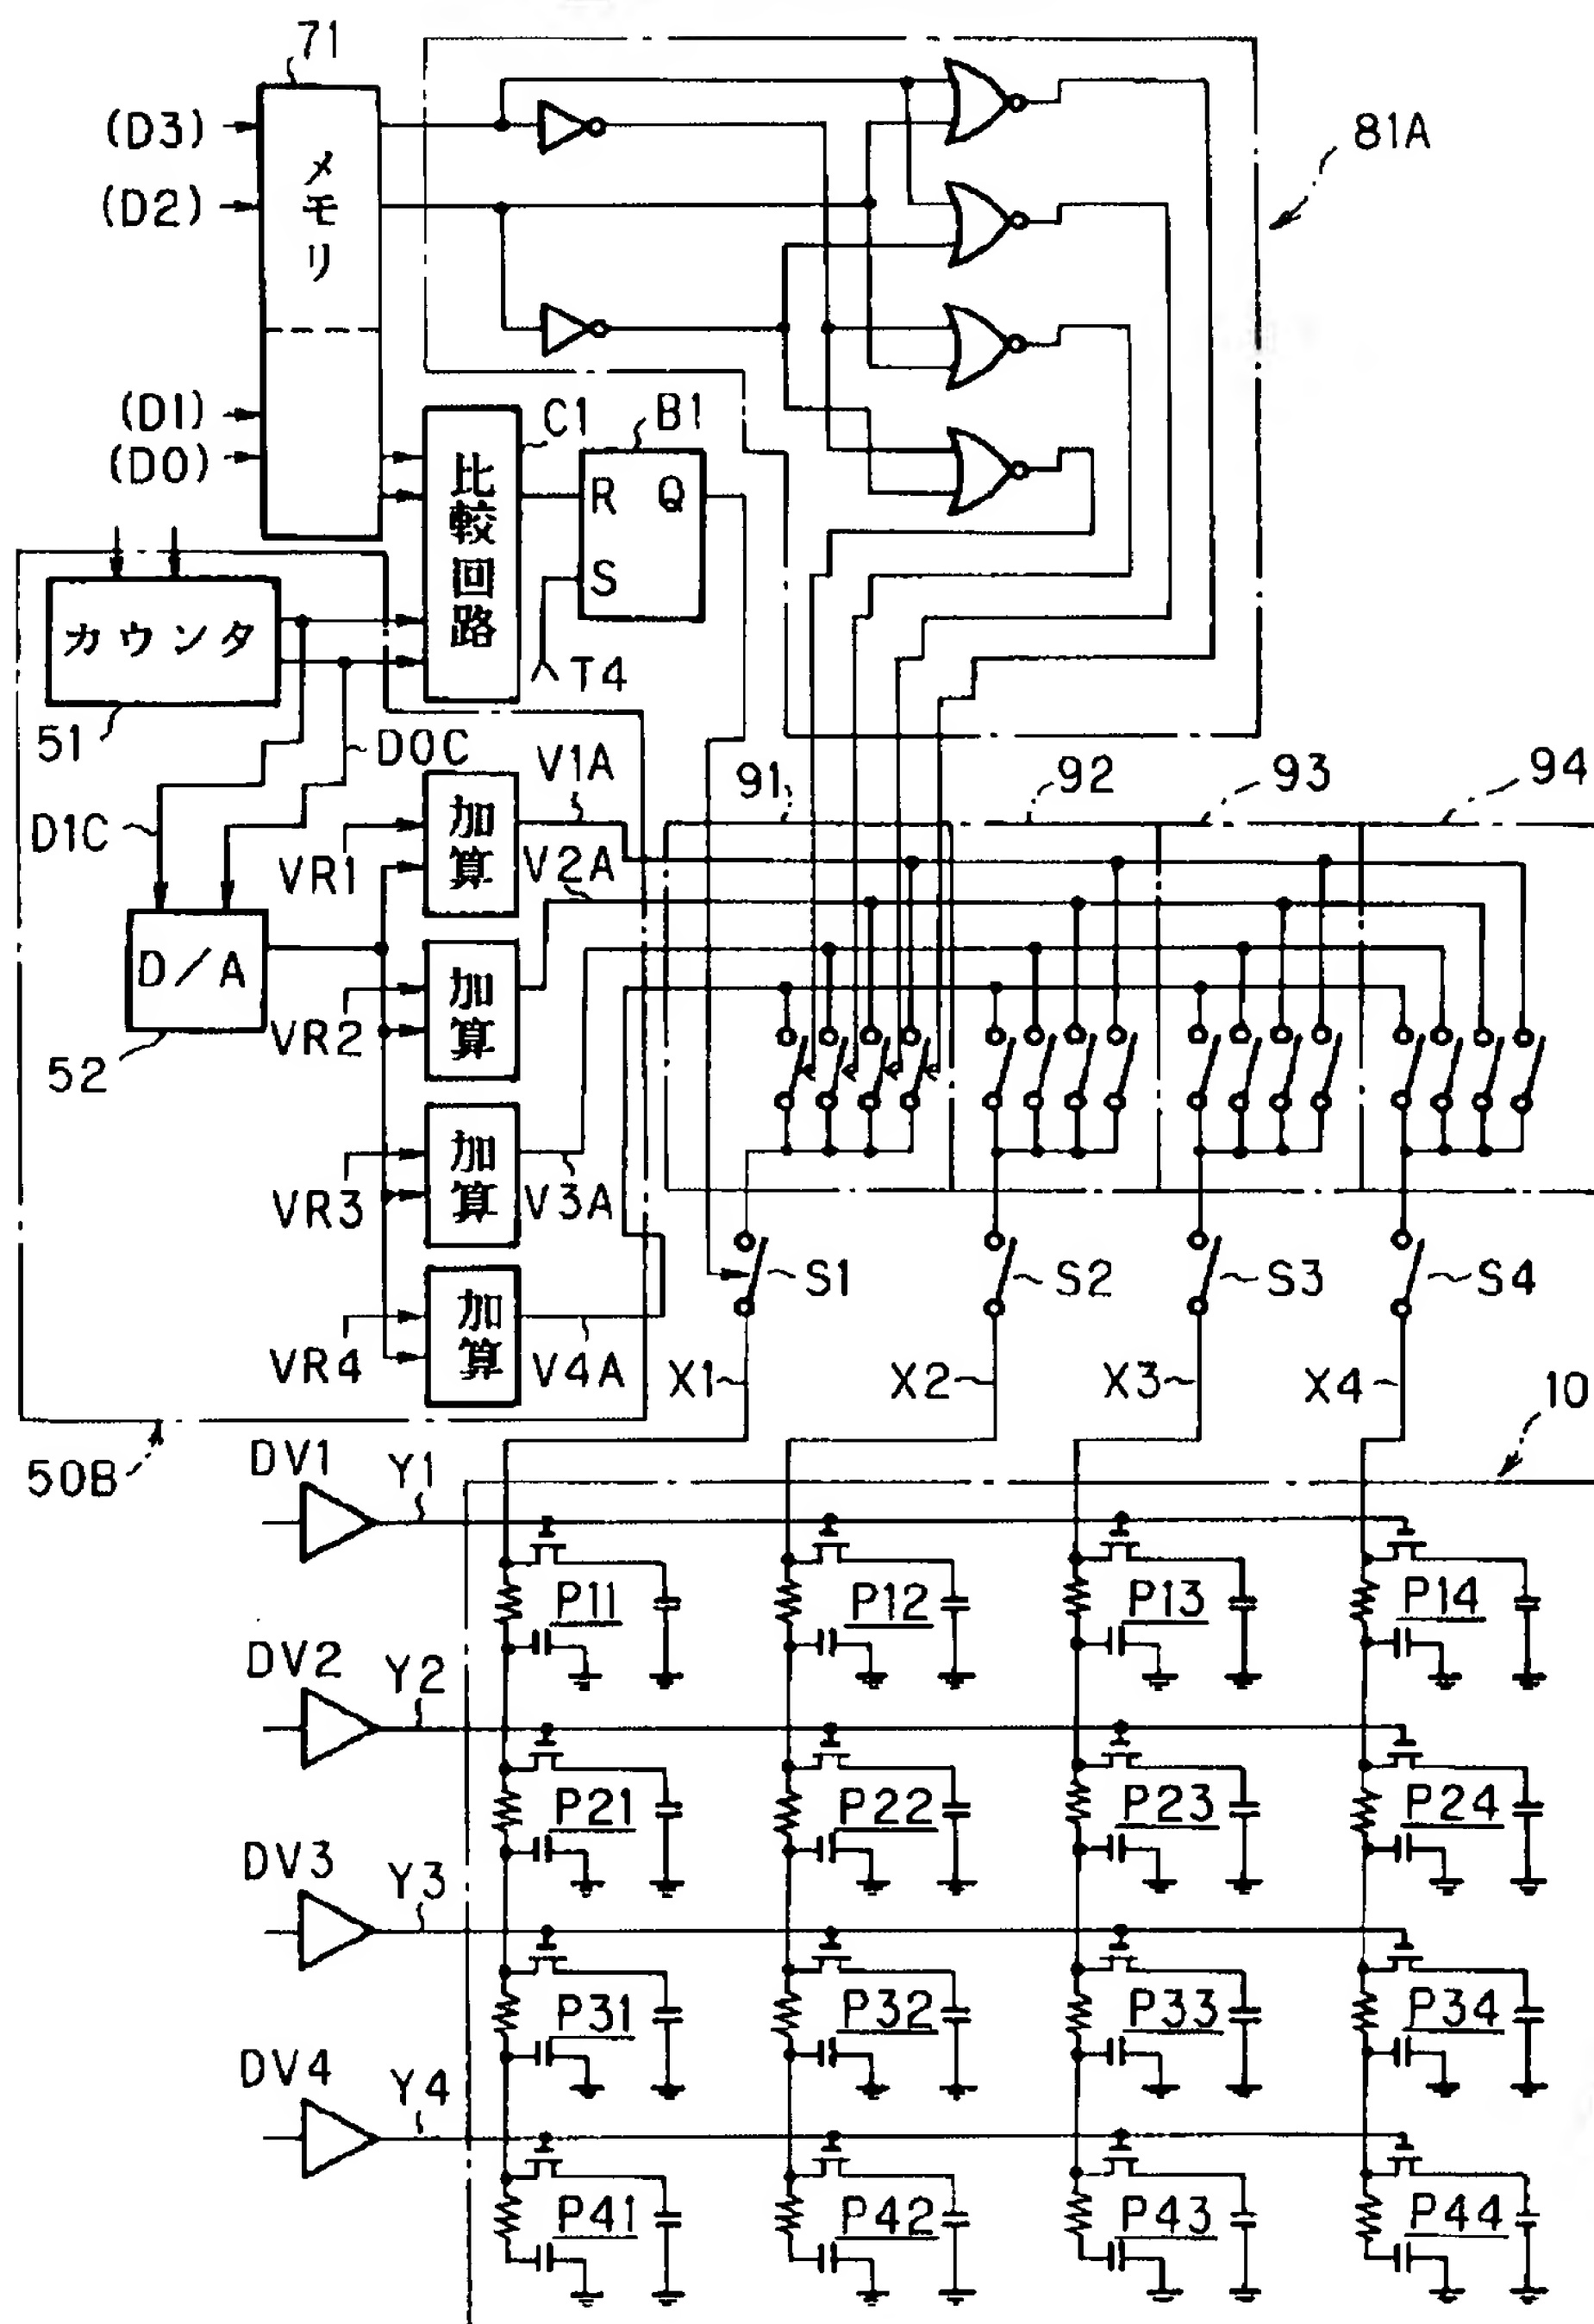 71
(D3)
81A
(D2)
メモリ
(D1)
C1
B1
(D0)
R Q
比較回路
S
カウンタ
T4
51
D0C
V1A
91
92
93
94
D1C
加算
VR1
V2A
D/A
加算
VR2
52
加算
VR3
V3A
S1
S2
S3
S4
加算
VR4
V4A
X1
X2
X3
X4
10
50B
DV1
Y1
P11
P12
P13
P14
DV2
Y2
P21
P22
P23
P24
DV3
Y3
P31
P32
P33
P34
DV4
Y4
P41
P42
P43
P44